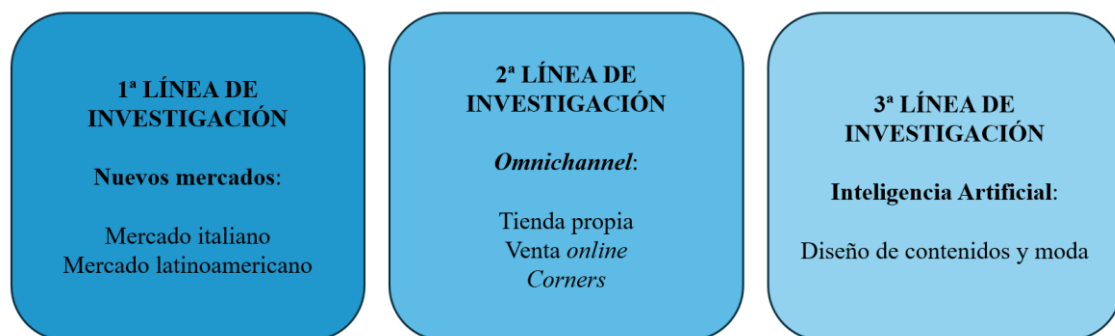 1ª LÍNEA DE
INVESTIGACIÓN
Nuevos mercados:
Mercado italiano
Mercado latinoamericano
2ª LÍNEA DE
INVESTIGACIÓN
Omnichannel:
Tienda propia
Venta online
Corners
3ª LÍNEA DE
INVESTIGACIÓN
Inteligencia Artificial:
Diseño de contenidos y moda